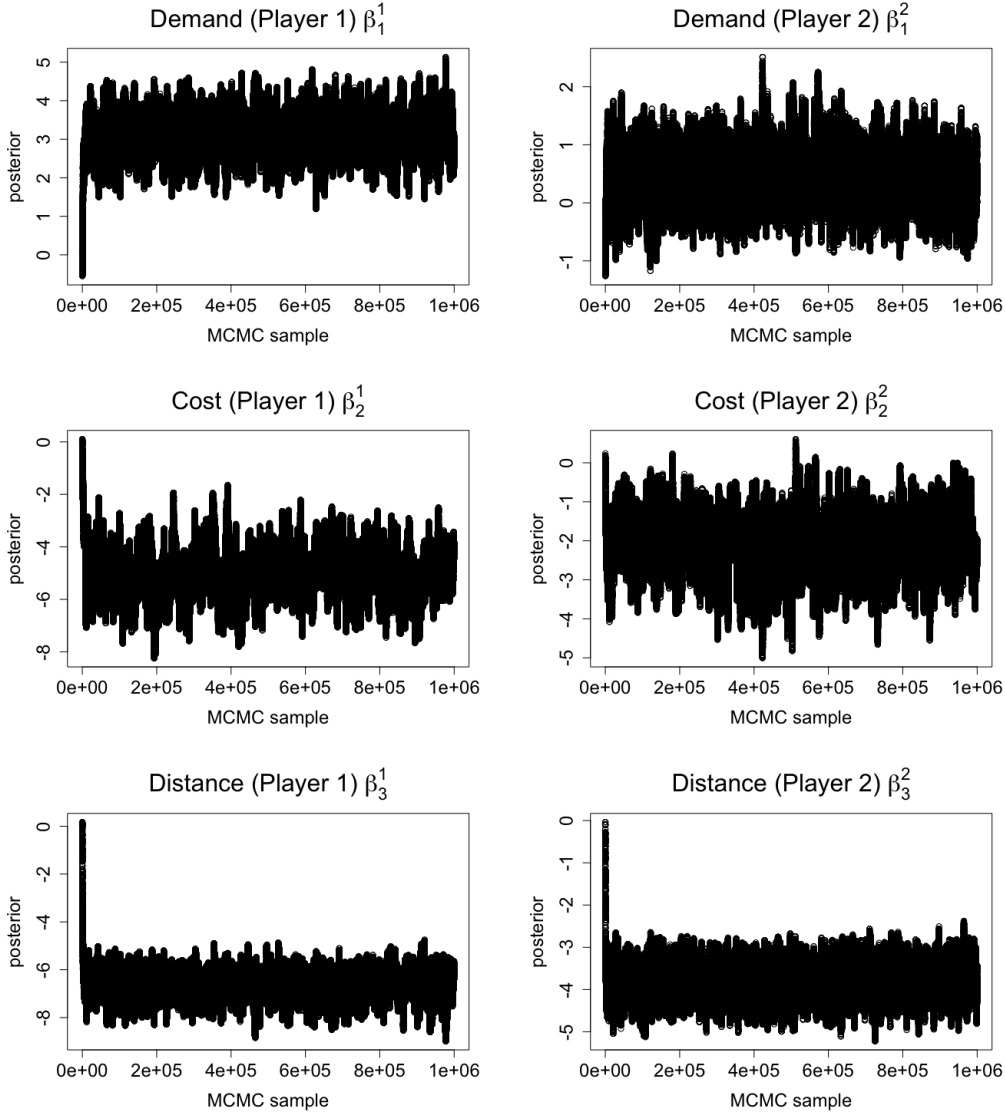 Demand (Player 1) β₁¹
posterior
5
4
3
2
1
0
0e+00 2e+05 4e+05 6e+05 8e+05 1e+06
MCMC sample
Demand (Player 2) β₁²
posterior
2
1
0
-1
0e+00 2e+05 4e+05 6e+05 8e+05 1e+06
MCMC sample
Cost (Player 1) β₂¹
posterior
0
-2
-4
-6
-8
0e+00 2e+05 4e+05 6e+05 8e+05 1e+06
MCMC sample
Cost (Player 2) β₂²
posterior
0
-1
-2
-3
-4
-5
0e+00 2e+05 4e+05 6e+05 8e+05 1e+06
MCMC sample
Distance (Player 1) β₃¹
posterior
0
-2
-4
-6
-8
0e+00 2e+05 4e+05 6e+05 8e+05 1e+06
MCMC sample
Distance (Player 2) β₃²
posterior
0
-1
-2
-3
-4
-5
0e+00 2e+05 4e+05 6e+05 8e+05 1e+06
MCMC sample